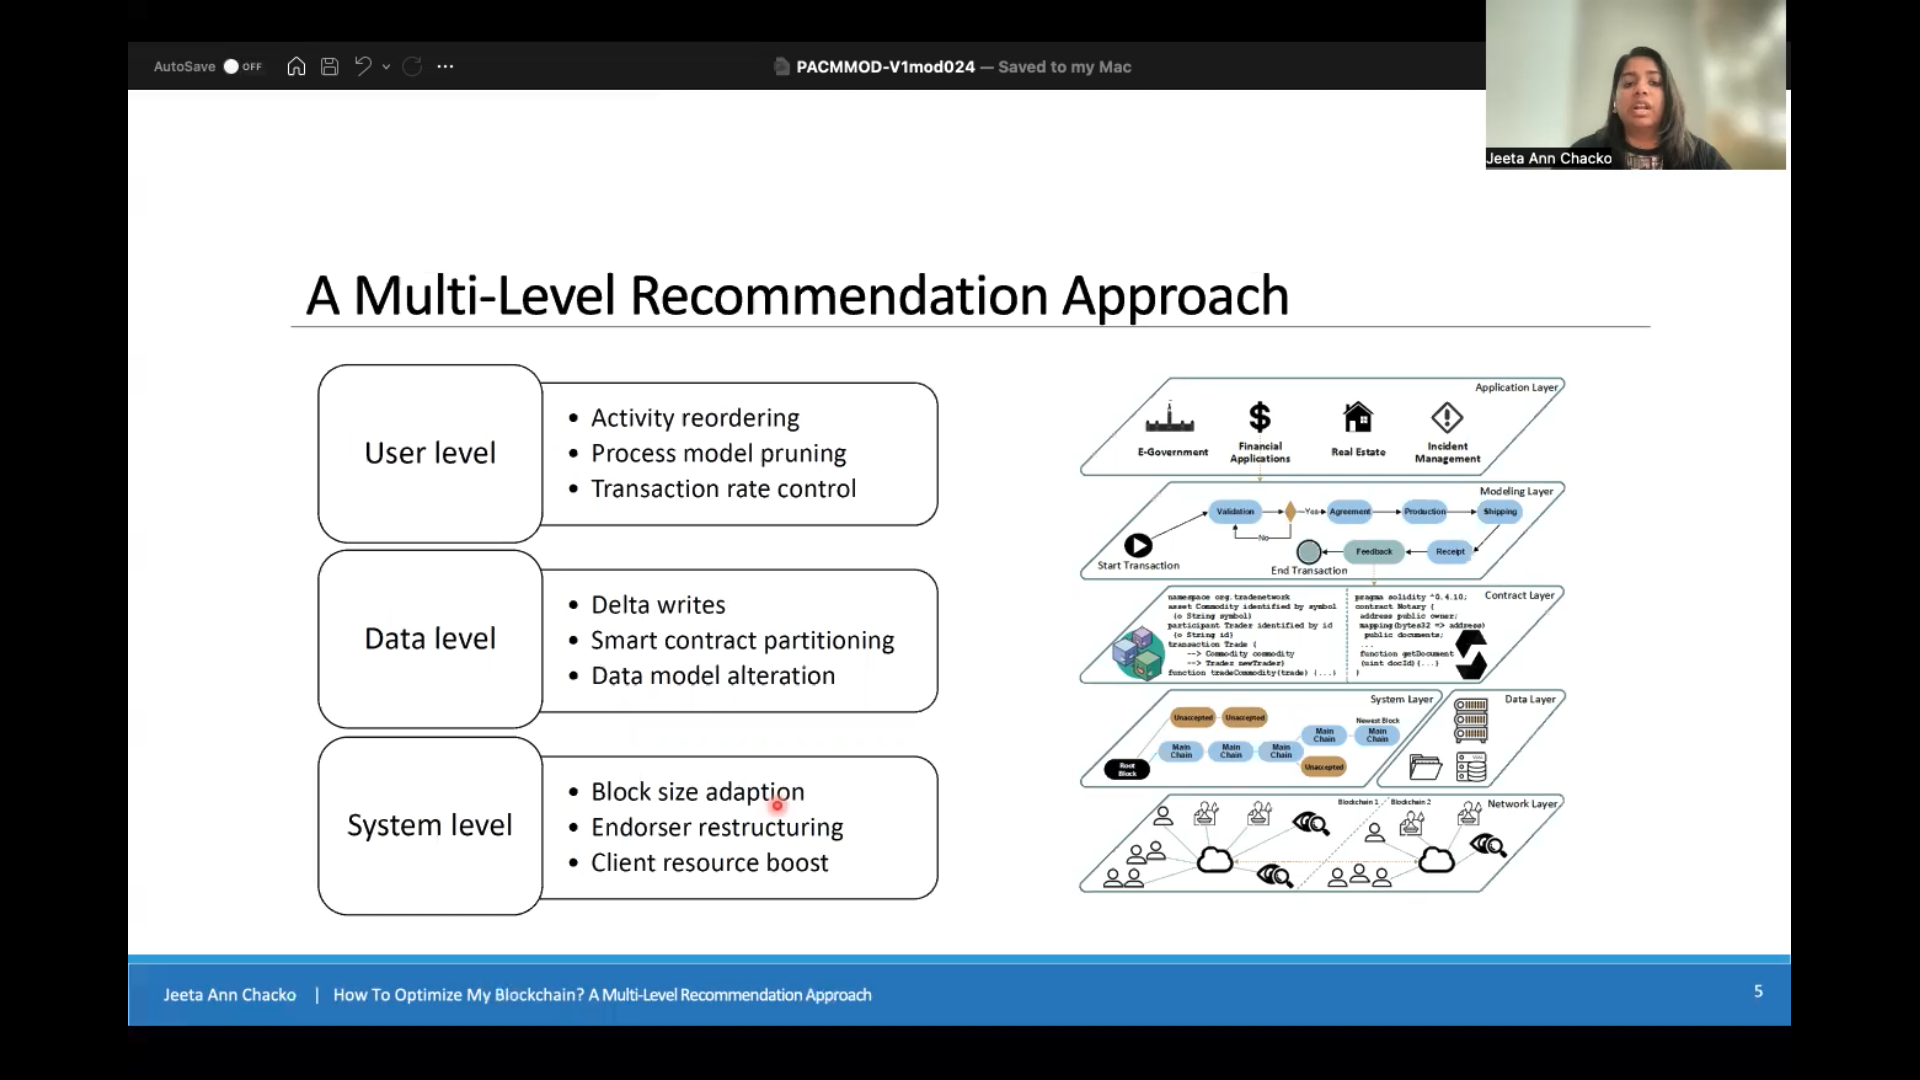 AutoSave OFF
PACMMOD-V1mod024 — Saved to my Mac
Jeeta Ann Chacko
A Multi-Level Recommendation Approach
User level
• Activity reordering
• Process model pruning
• Transaction rate control
Data level
• Delta writes
• Smart contract partitioning
• Data model alteration
System level
• Block size adaption
• Endorser restructuring
• Client resource boost
Application Layer
E-Government
Financial
Applications
Real Estate
Incident
Management
Modeling Layer
Validation
Yes
Agreement
Production
Shipping
No
Start Transaction
End Transaction
Feedback
Receipt
Contract Layer
namespace org.tradenetwork
asset Commodity identified by symbol
{o String symbol}
participant Trader identified by id
{o String id}
transaction Trade {
--> Commodity commodity
--> Trader newTrader}
function tradeCommodity(trade) {...}
pragma solidity ^0.4.10;
contract Notary {
address public owner;
mapping(bytes32 => address)
public documents;
...
function getDocument
(uint docId){...}
}
System Layer
Unaccepted
Unaccepted
Newest Block
Main
Chain
Main
Chain
Main
Chain
Main
Chain
Main
Chain
Root
Block
Unaccepted
Data Layer
Network Layer
Blockchain 1
Blockchain 2
Jeeta Ann Chacko | How To Optimize My Blockchain? A Multi-Level Recommendation Approach
5